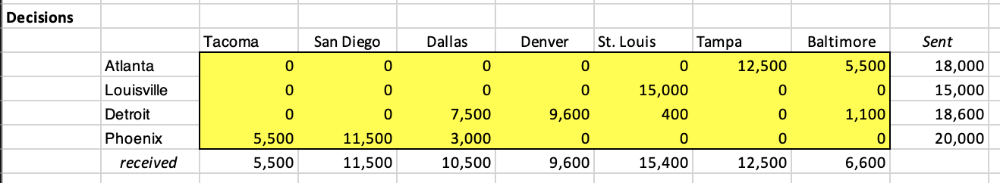 Decisions
Tacoma San Diego Dallas Denver St. Louis Tampa Baltimore Sent
Atlanta 0 0 0 0 0 12,500 5,500 18,000
Louisville 0 0 0 0 15,000 0 0 15,000
Detroit 0 0 7,500 9,600 400 0 1,100 18,600
Phoenix 5,500 11,500 3,000 0 0 0 0 20,000
received 5,500 11,500 10,500 9,600 15,400 12,500 6,600